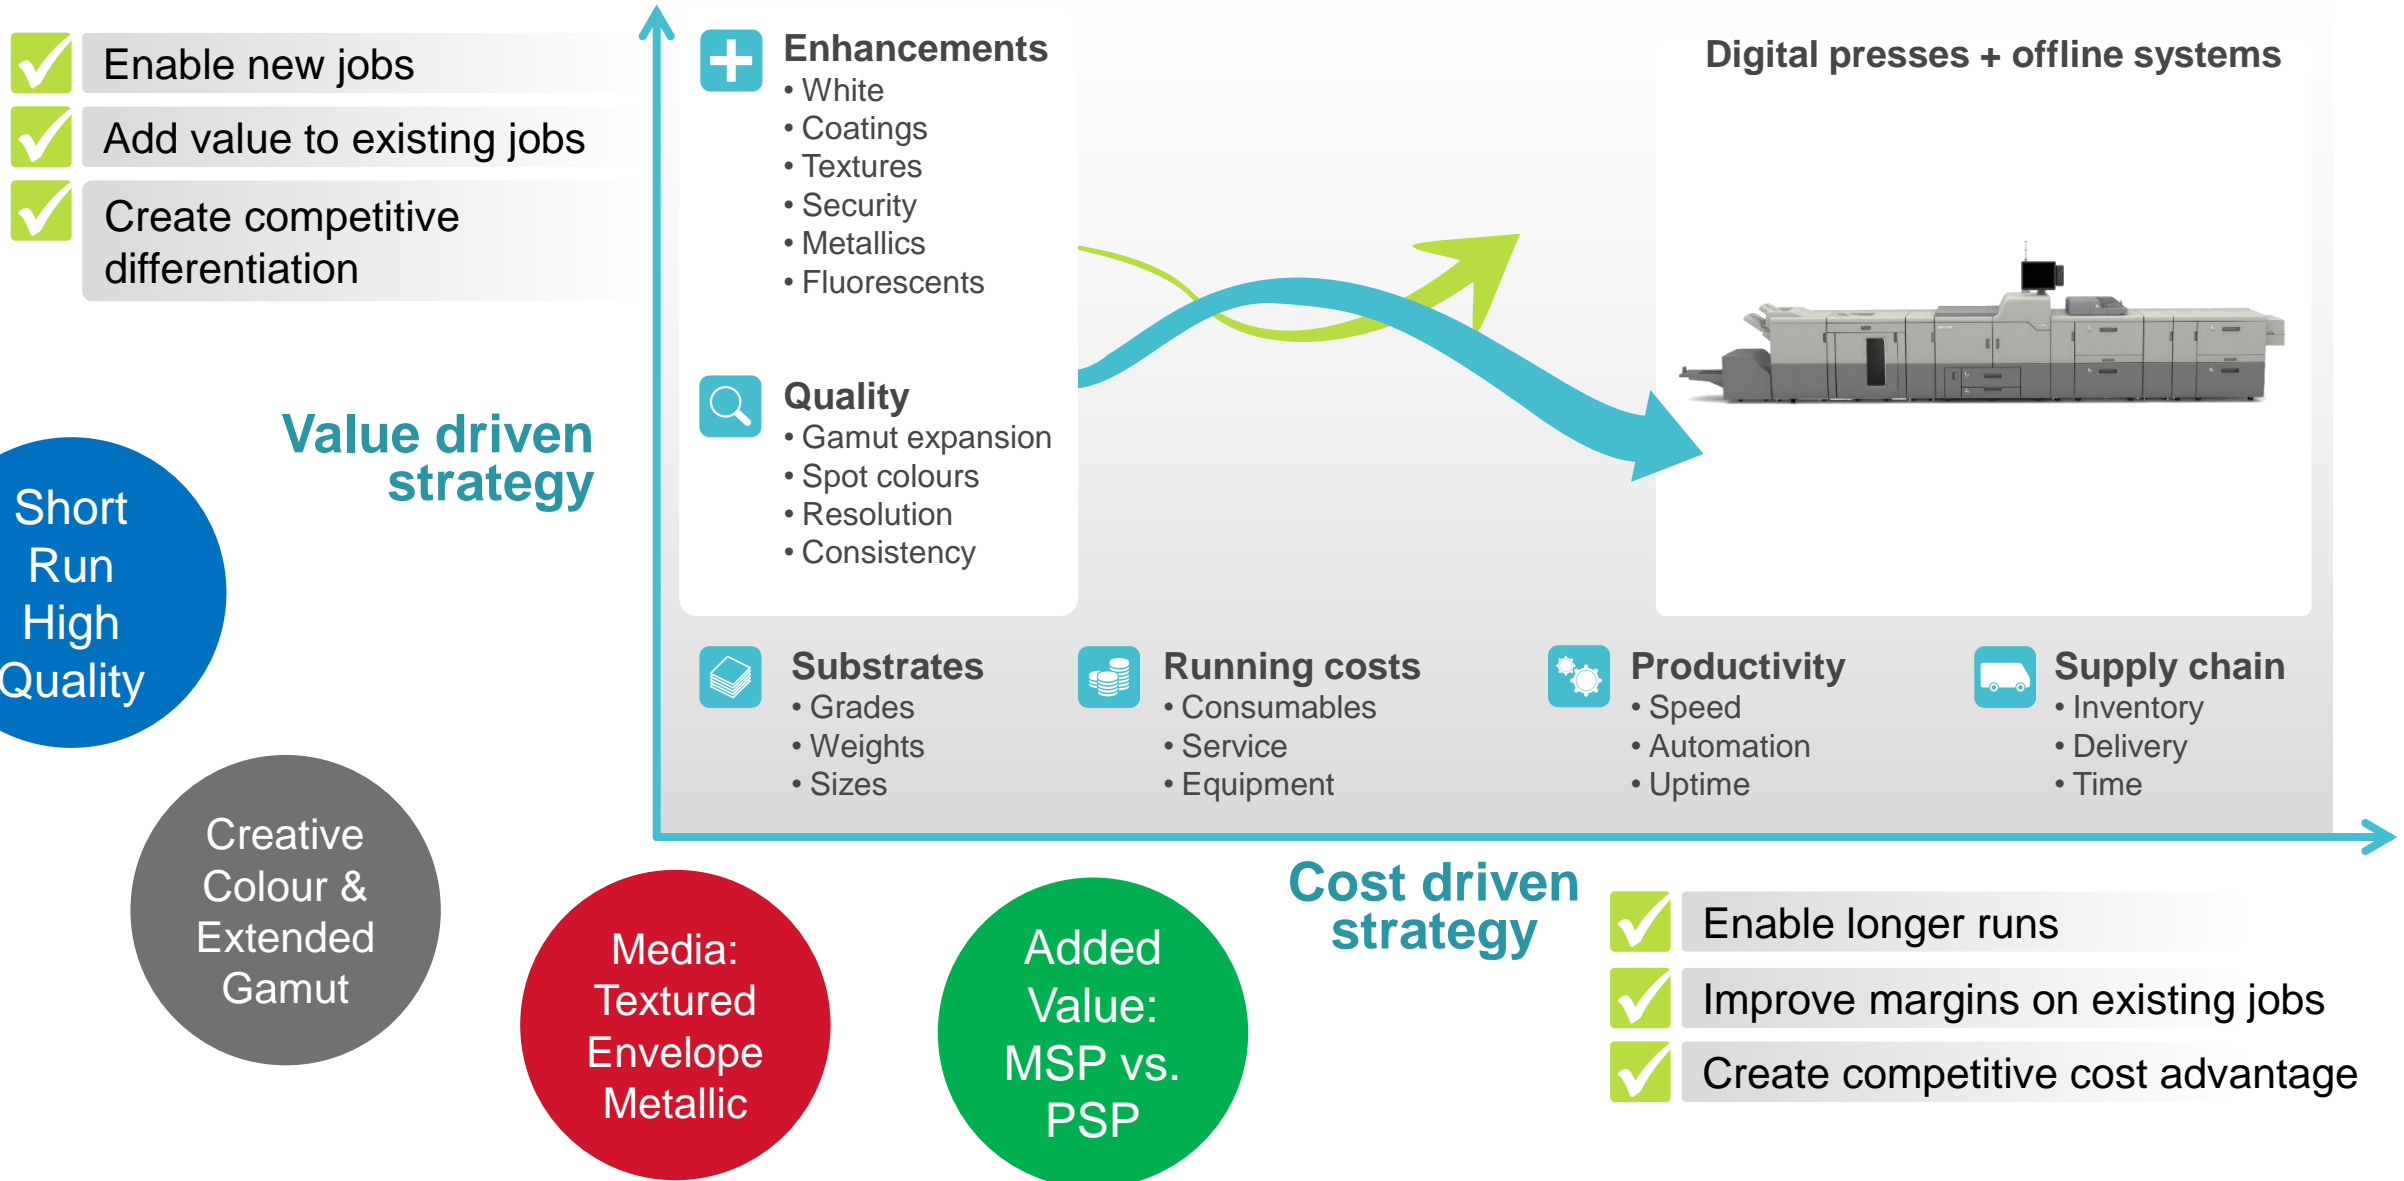 Enable new jobs
Add value to existing jobs
Create competitive
differentiation
Value driven
strategy
Enhancements
• White
• Coatings
• Textures
• Security
• Metallics
• Fluorescents
Quality
• Gamut expansion
• Spot colours
• Resolution
• Consistency
Digital presses + offline systems
Substrates
• Grades
• Weights
• Sizes
Running costs
• Consumables
• Service
• Equipment
Productivity
• Speed
• Automation
• Uptime
Supply chain
• Inventory
• Delivery
• Time
Short
Run
High
Quality
Creative
Colour &
Extended
Gamut
Media:
Textured
Envelope
Metallic
Added
Value:
MSP vs.
PSP
Cost driven
strategy
Enable longer runs
Improve margins on existing jobs
Create competitive cost advantage